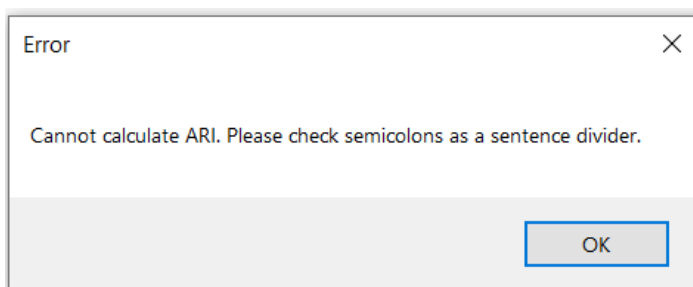 Error
Cannot calculate ARI. Please check semicolons as a sentence divider.
OK